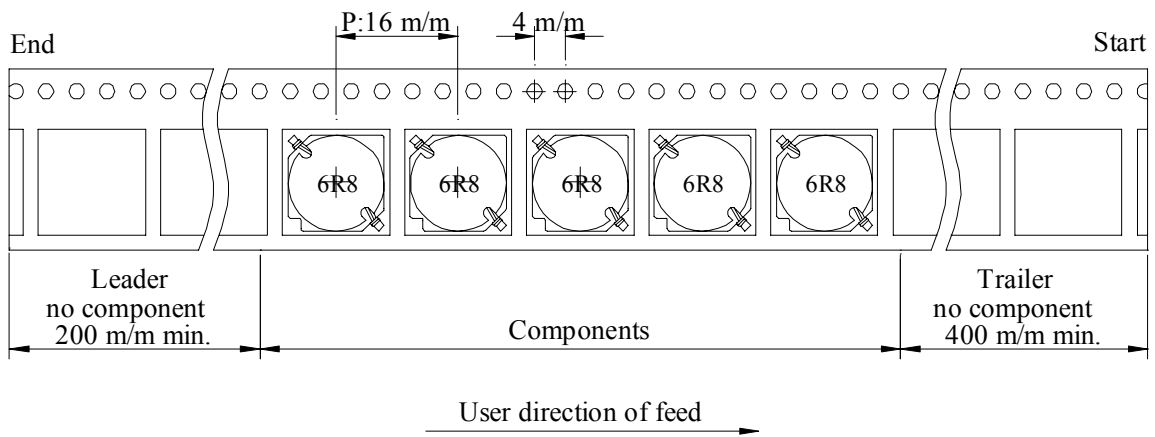 P:16 m/m
4 m/m
End
Start
6R8
6R8
6R8
6R8
6R8
Leader
no component
200 m/m min.
Components
Trailer
no component
400 m/m min.
User direction of feed